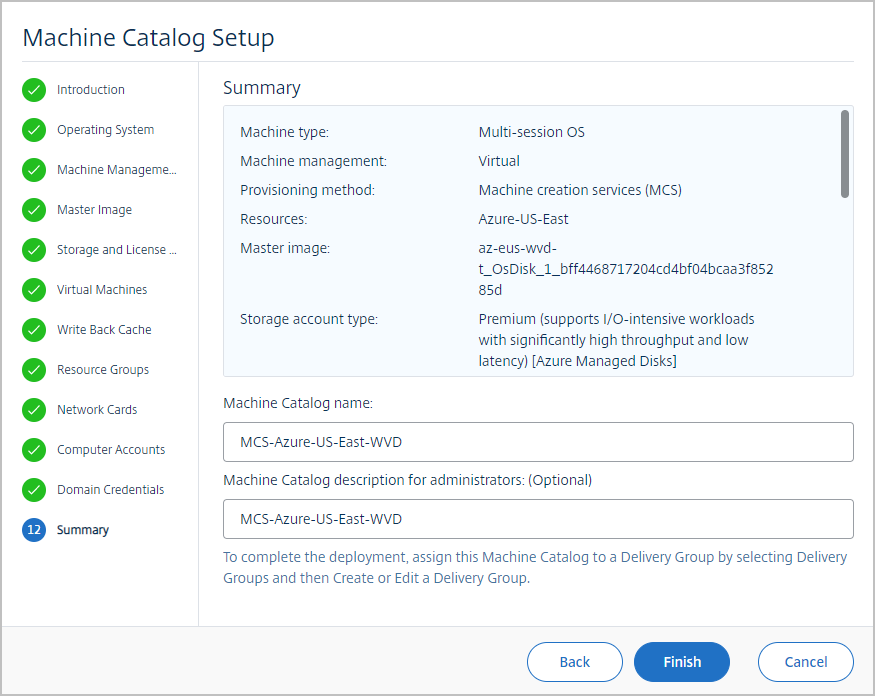 Machine Catalog Setup
Introduction
Operating System
Machine Manageme...
Master Image
Storage and License ...
Virtual Machines
Write Back Cache
Resource Groups
Network Cards
Computer Accounts
Domain Credentials
12 Summary
Summary
Machine type: Multi-session OS
Machine management: Virtual
Provisioning method: Machine creation services (MCS)
Resources: Azure-US-East
Master image: az-eus-wvd-
t_OsDisk_1_bff4468717204cd4bf04bcaa3f852
85d
Storage account type: Premium (supports I/O-intensive workloads
with significantly high throughput and low
latency) [Azure Managed Disks]
Machine Catalog name:
MCS-Azure-US-East-WVD
Machine Catalog description for administrators: (Optional)
MCS-Azure-US-East-WVD
To complete the deployment, assign this Machine Catalog to a Delivery Group by selecting Delivery
Groups and then Create or Edit a Delivery Group.
Back Finish Cancel